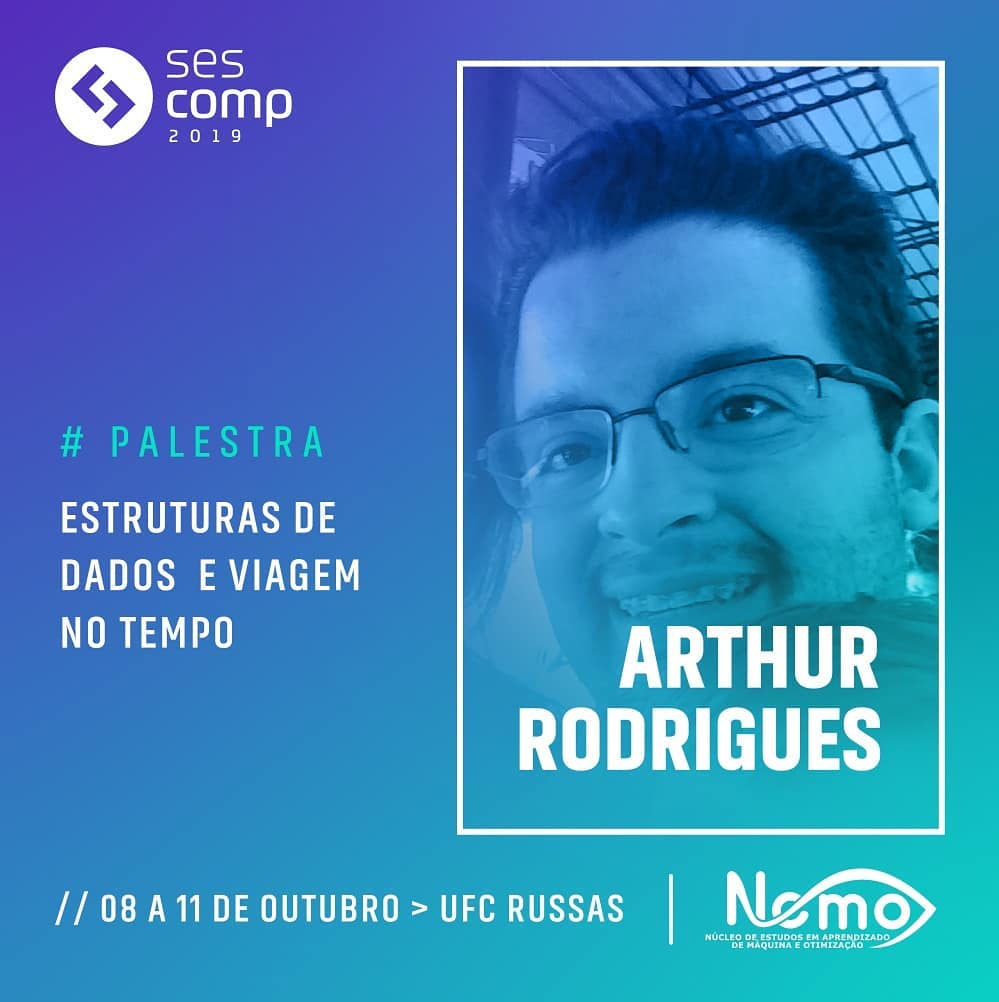 ses
comp
2019
# PALESTRA
ESTRUTURAS DE
DADOS E VIAGEM
NO TEMPO
ARTHUR
RODRIGUES
// 08 A 11 DE OUTUBRO > UFC RUSSAS
Nemo
NÚCLEO DE ESTUDOS EM APRENDIZADO
DE MÁQUINA E OTIMIZAÇÃO